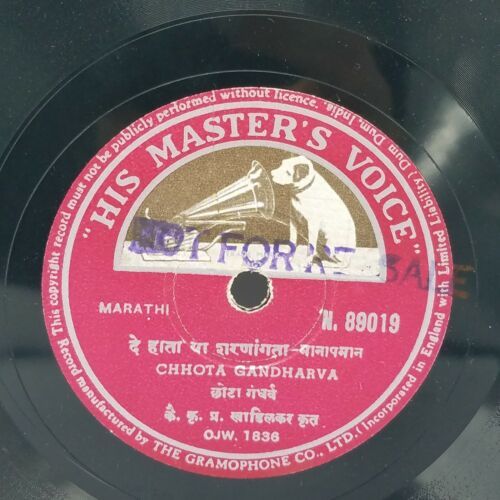 This copyright record must not be publicly performed without licence. Dum Dum, India.
"HIS MASTER'S VOICE"
NOT FOR RE-SALE
MARATHI
N. 89019
दे हाता या शरणांगता—मानापमान
CHHOTA GANDHARVA
छोटा गंधर्व
कै. कृ. प्र. खाडिलकर कृत
OJW. 1836
Record manufactured by THE GRAMOPHONE CO., LTD. (Incorporated in England with Limited Liability)